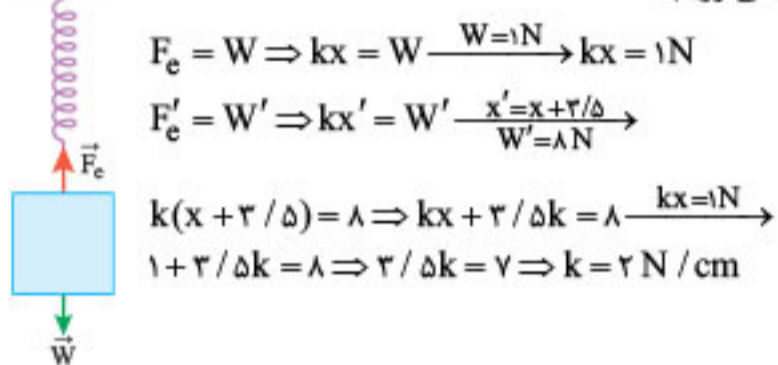 F_e = W ⇒ kx = W —W=۱N→ kx = ۱N
F′_e = W′ ⇒ kx′ = W′ —x′=x+۳/۵ W′=۸N→
F⃗_e
k(x + ۳/۵) = ۸ ⇒ kx + ۳/۵k = ۸ —kx=۱N→
۱ + ۳/۵k = ۸ ⇒ ۳/۵k = ۷ ⇒ k = ۲ N/cm
W⃗